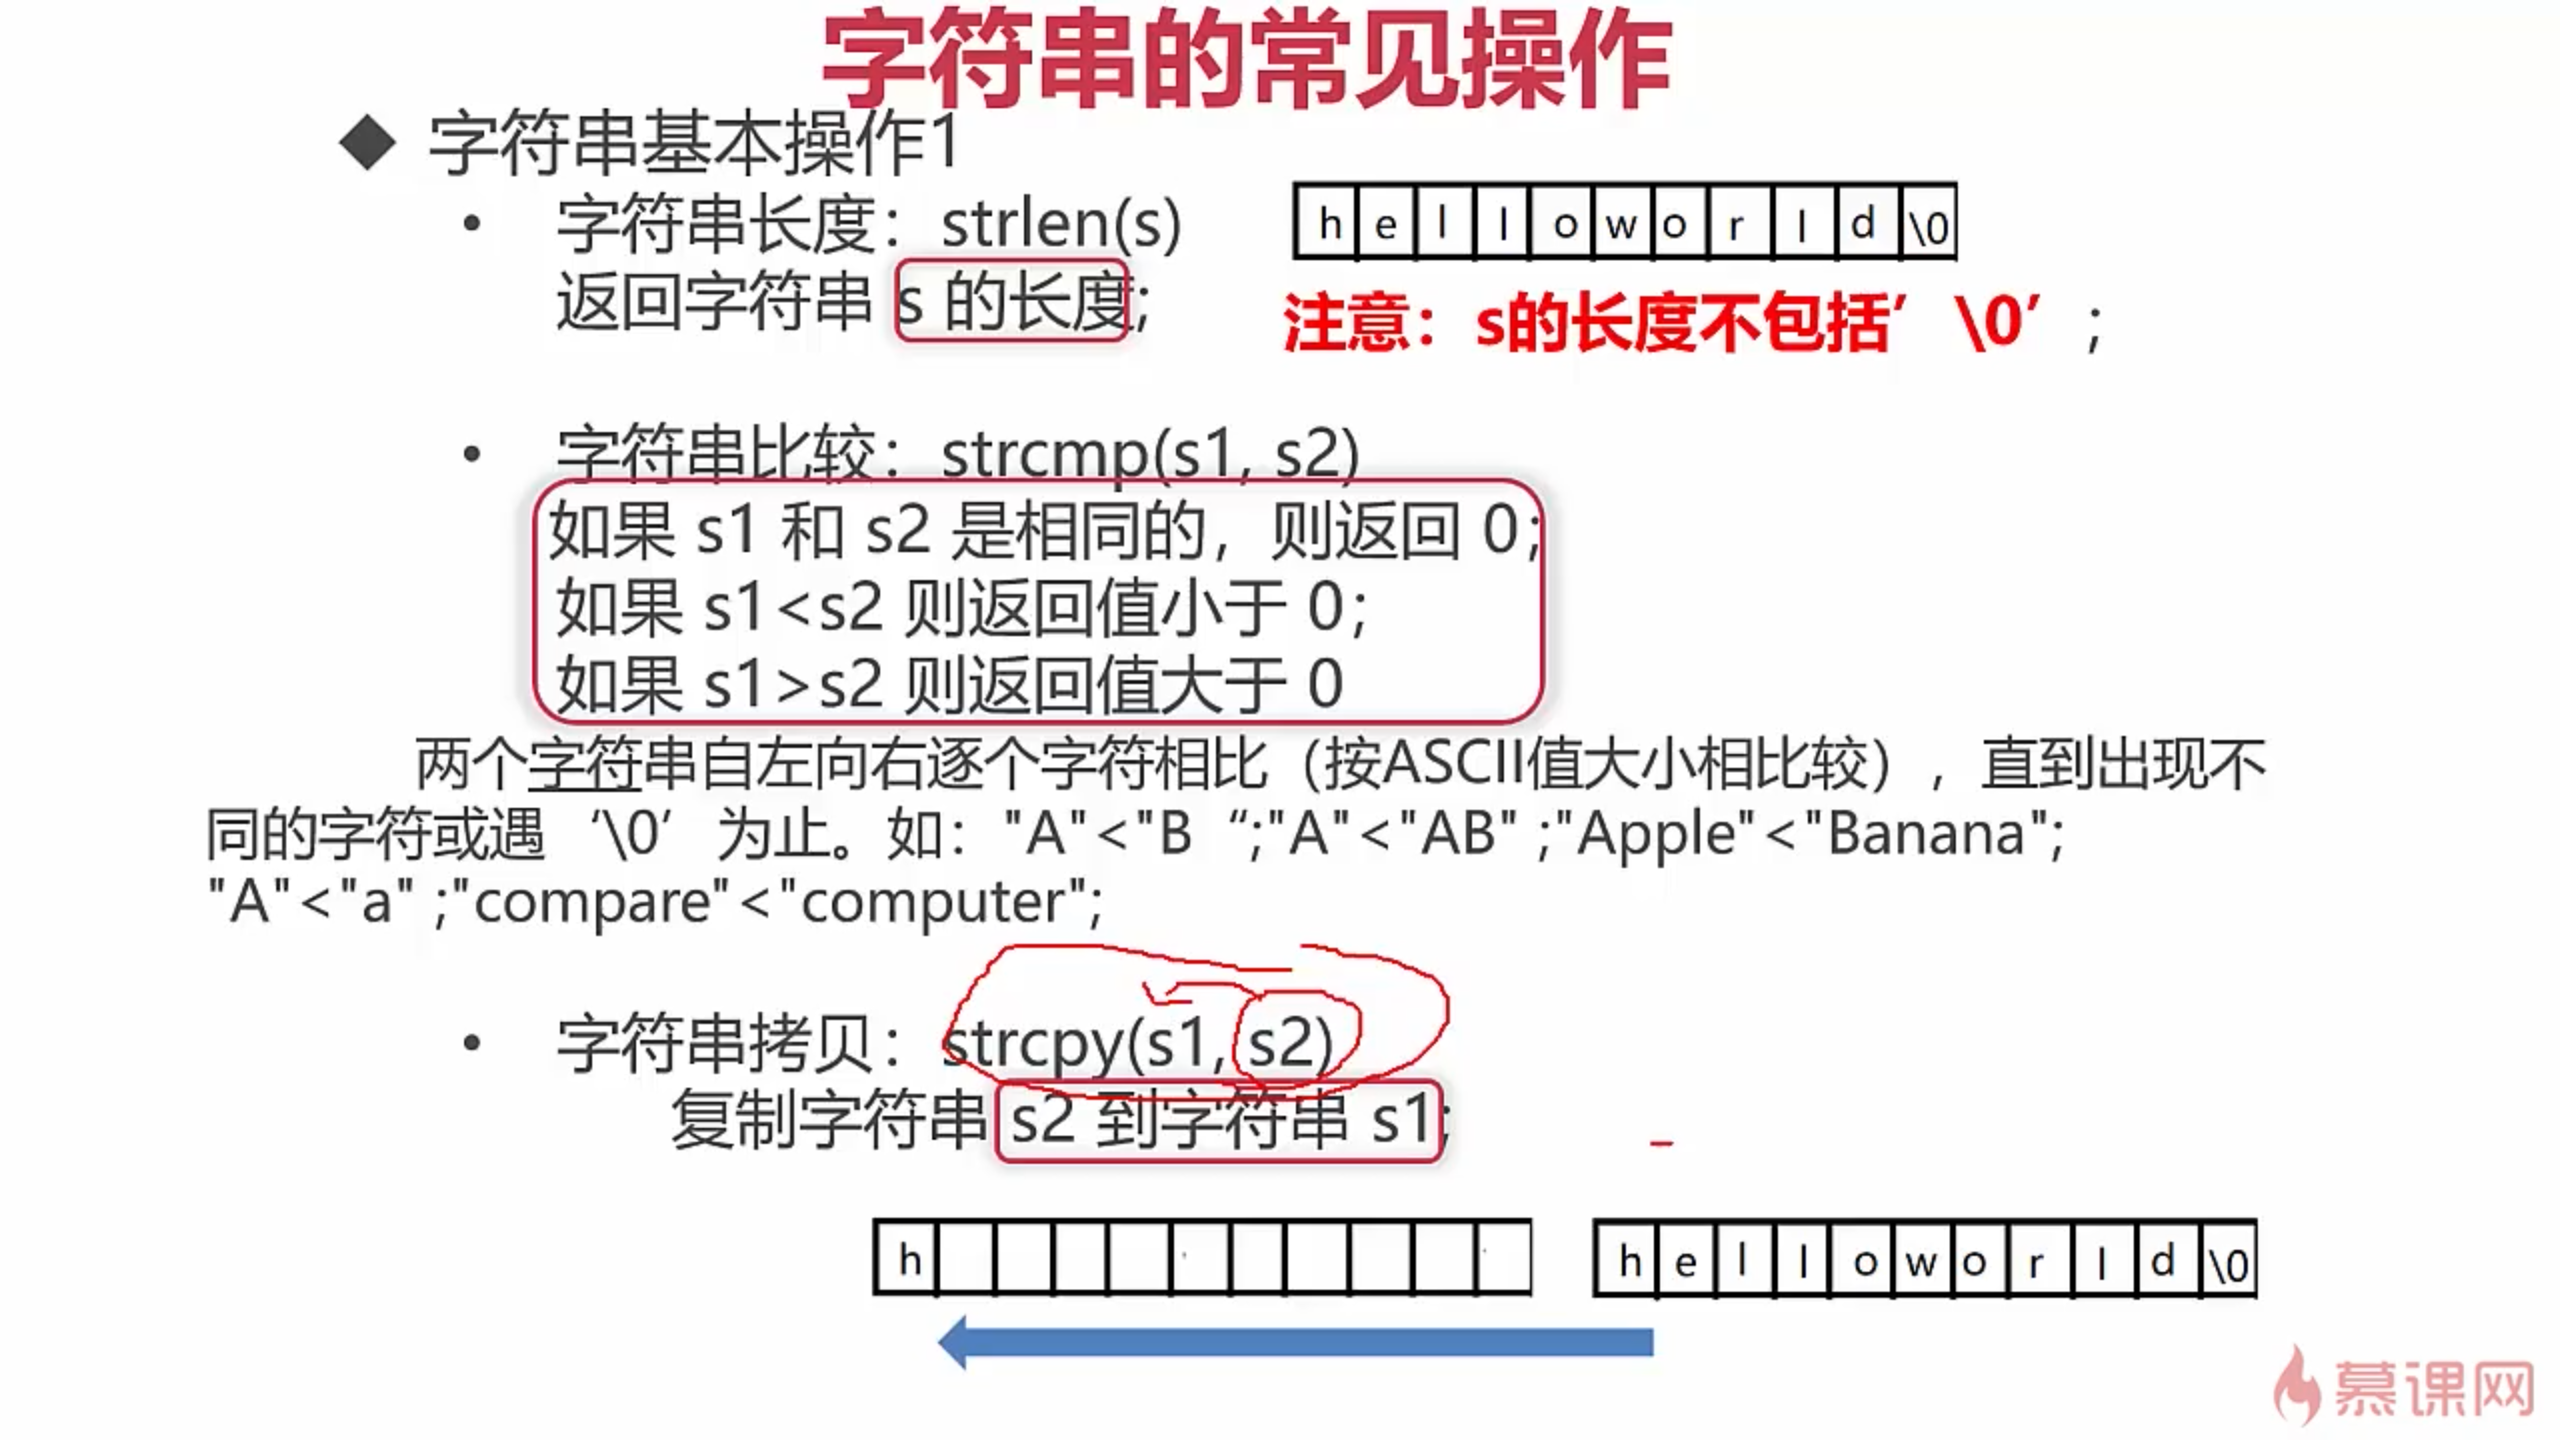 字符串的常见操作
◆ 字符串基本操作1
• 字符串长度：strlen(s)
返回字符串 s 的长度;
h e l l o w o r l d \0
注意：s的长度不包括’\0’ ;
• 字符串比较：strcmp(s1, s2)
如果 s1 和 s2 是相同的，则返回 0;
如果 s1<s2 则返回值小于 0;
如果 s1>s2 则返回值大于 0
两个字符串自左向右逐个字符相比（按ASCII值大小相比较），直到出现不
同的字符或遇‘\0’为止。如："A"<"B “;"A"<"AB" ;"Apple"<"Banana";
"A"<"a" ;"compare"<"computer";
• 字符串拷贝：strcpy(s1, s2)
复制字符串 s2 到字符串 s1;
h
h e l l o w o r l d \0
慕课网